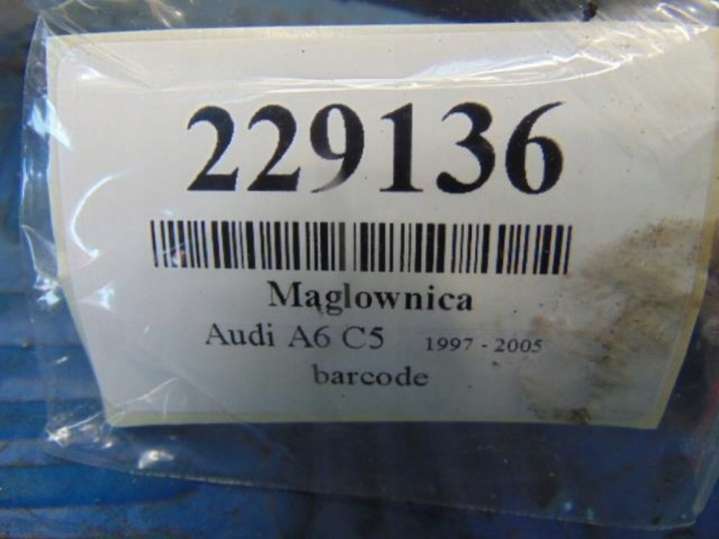 229136
Maglownica
Audi A6 C5 1997 - 2005
barcode